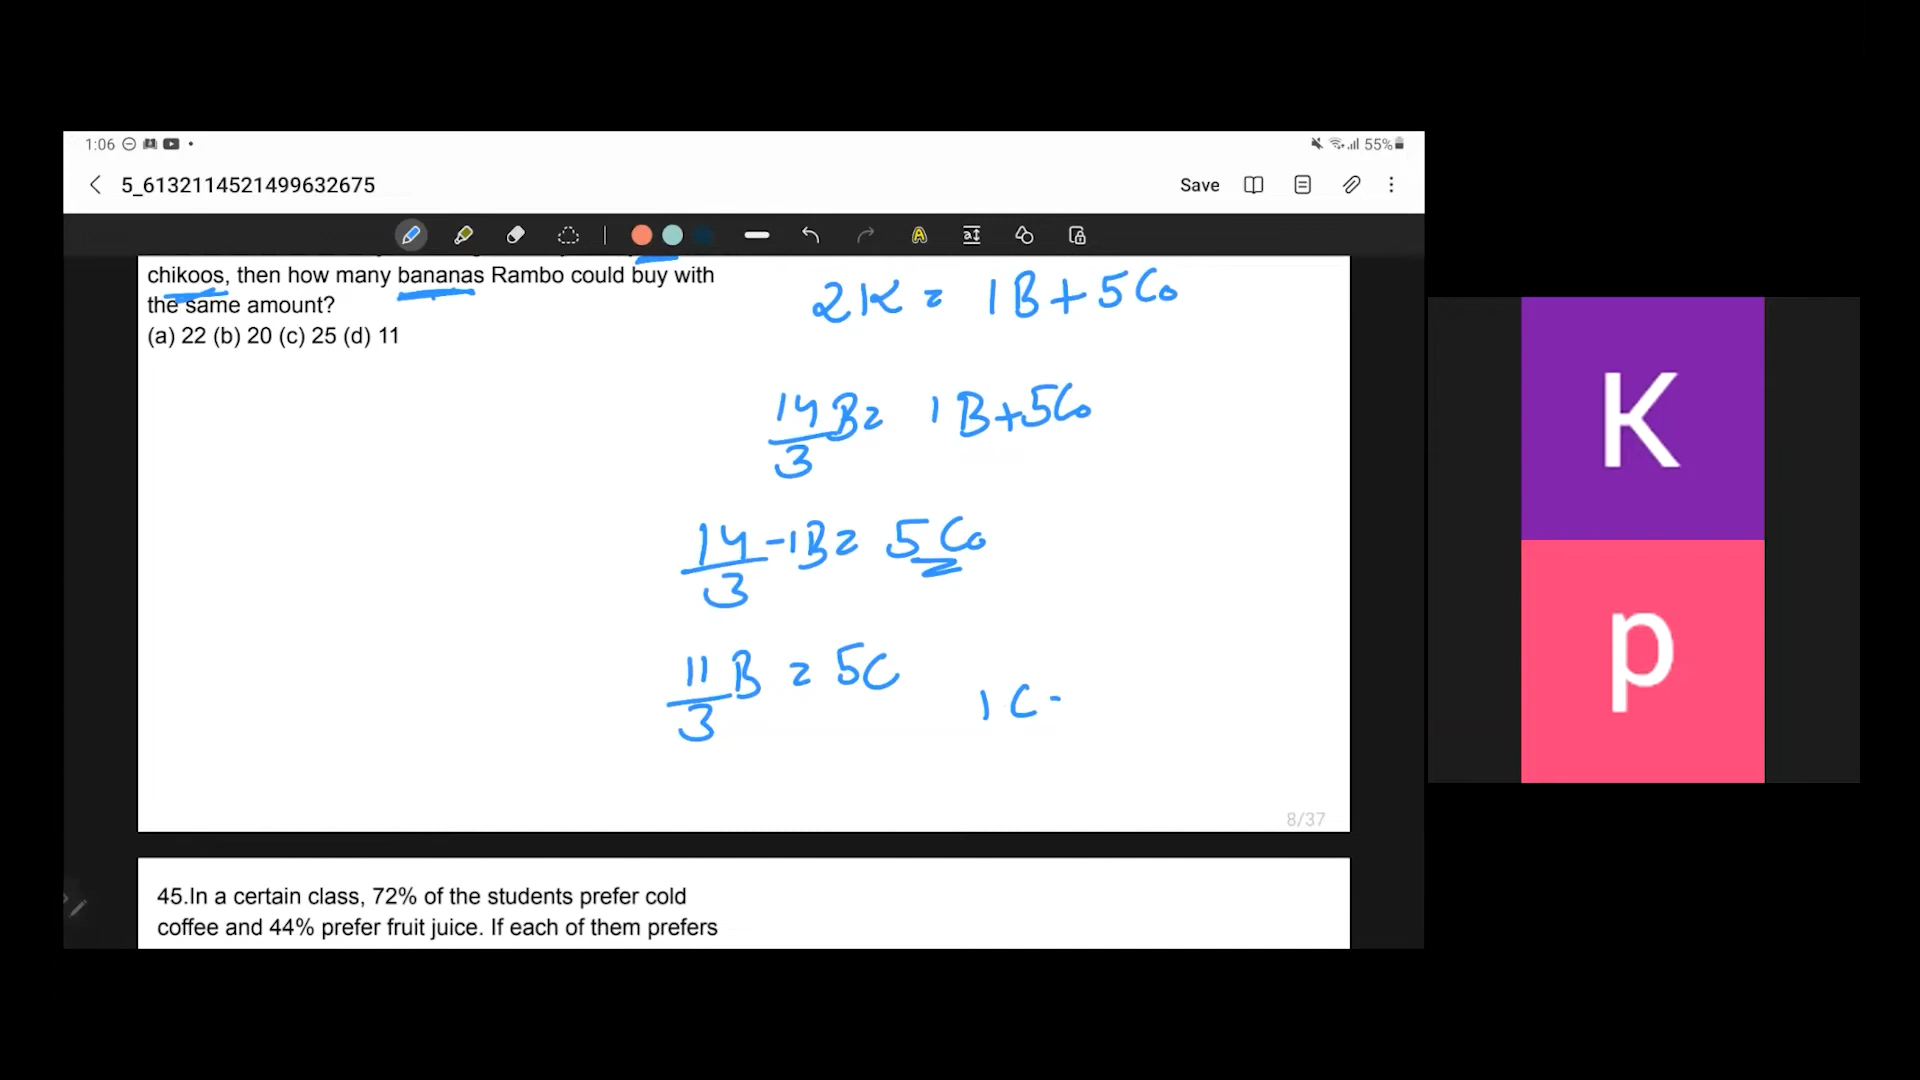 1:06 55%
5_6132114521499632675 Save
chikoos, then how many bananas Rambo could buy with
the same amount?
(a) 22 (b) 20 (c) 25 (d) 11
2K = 1B + 5Co
14/3 B = 1B + 5Co
14/3 - 1B = 5Co
11/3 B = 5C
1C -
8/37
45.In a certain class, 72% of the students prefer cold
coffee and 44% prefer fruit juice. If each of them prefers
K
p